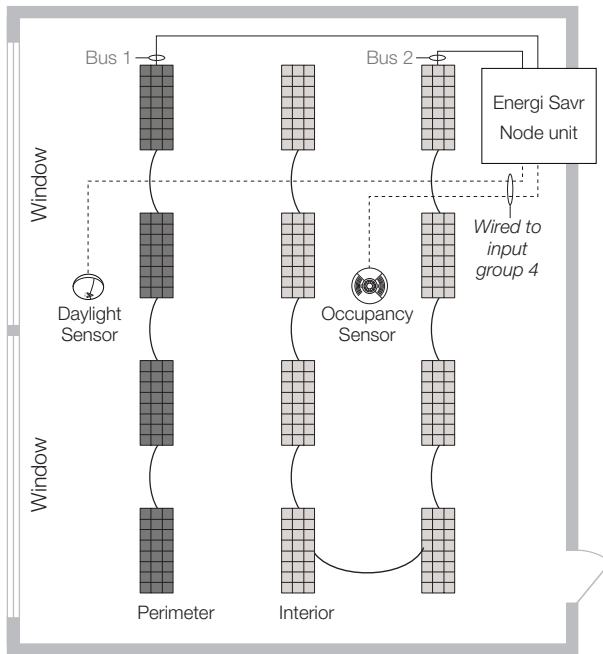 Bus 1
Bus 2
Energi Savr
Node unit
Window
Wired to
input
group 4
Daylight
Sensor
Occupancy
Sensor
Window
Perimeter
Interior